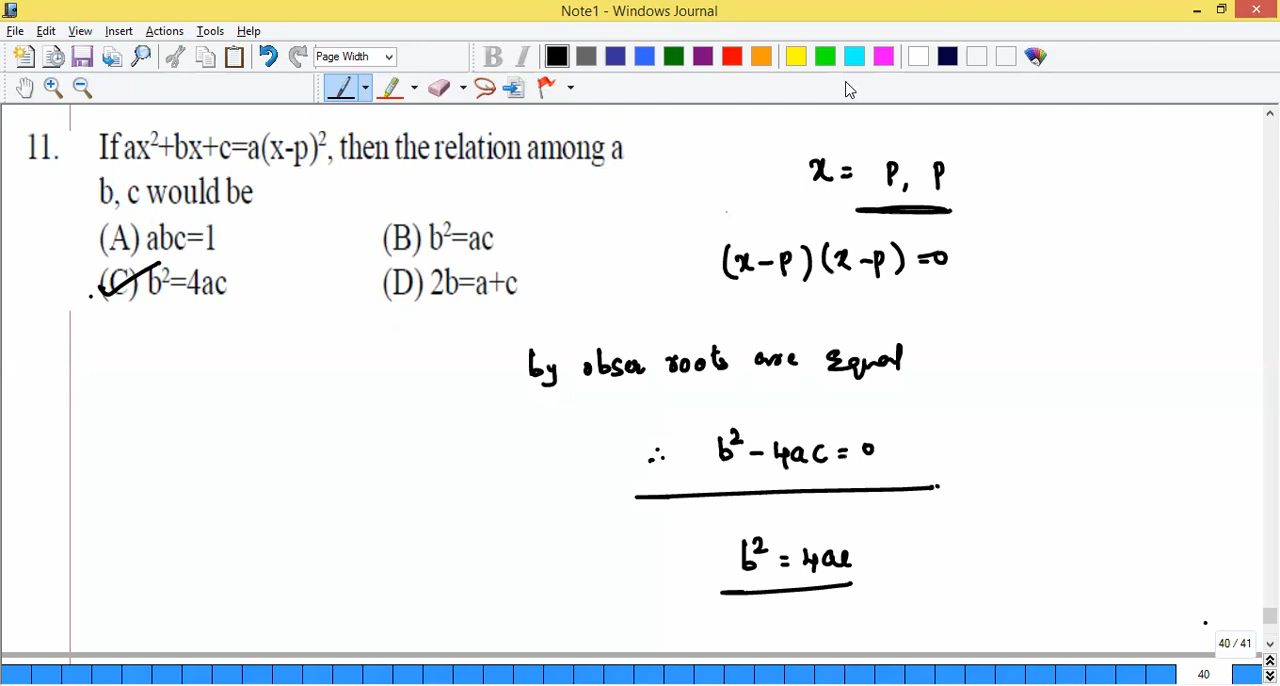 Note1 - Windows Journal
File Edit View Insert Actions Tools Help
Page Width
B I
11. If ax²+bx+c=a(x-p)², then the relation among a
b, c would be
(A) abc=1 (B) b²=ac
(C) b²=4ac (D) 2b=a+c
x = p, p
(x-p)(x-p)=0
by obser roots are Equal
∴ b² - 4ac = 0
b² = 4ac
40 / 41
40